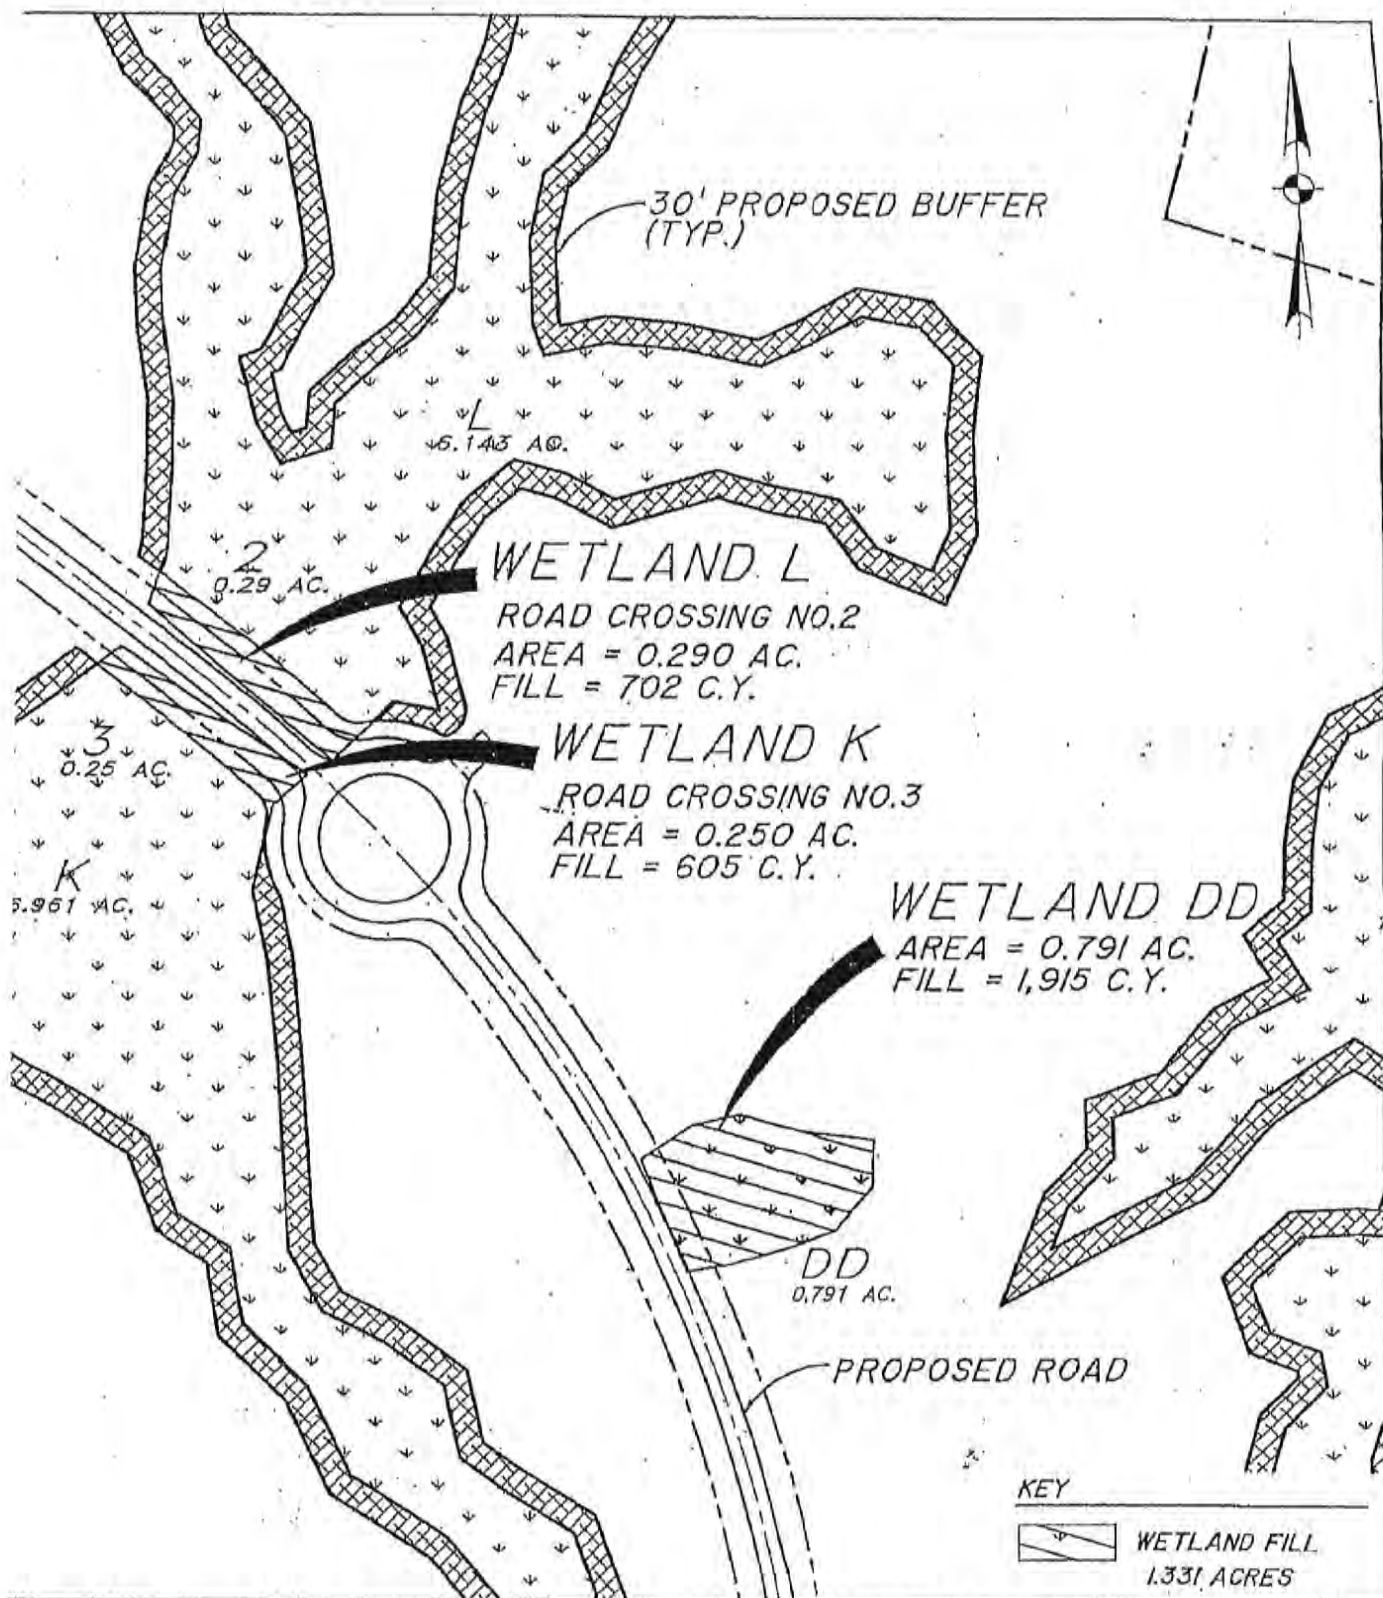 30' PROPOSED BUFFER
(TYP.)
L
6.143 AC.
2
0.29 AC.
WETLAND L
ROAD CROSSING NO.2
AREA = 0.290 AC.
FILL = 702 C.Y.
3
0.25 AC.
WETLAND K
ROAD CROSSING NO.3
AREA = 0.250 AC.
FILL = 605 C.Y.
K
6.961 AC.
WETLAND DD
AREA = 0.791 AC.
FILL = 1,915 C.Y.
DD
0.791 AC.
PROPOSED ROAD
KEY
WETLAND FILL
1.331 ACRES